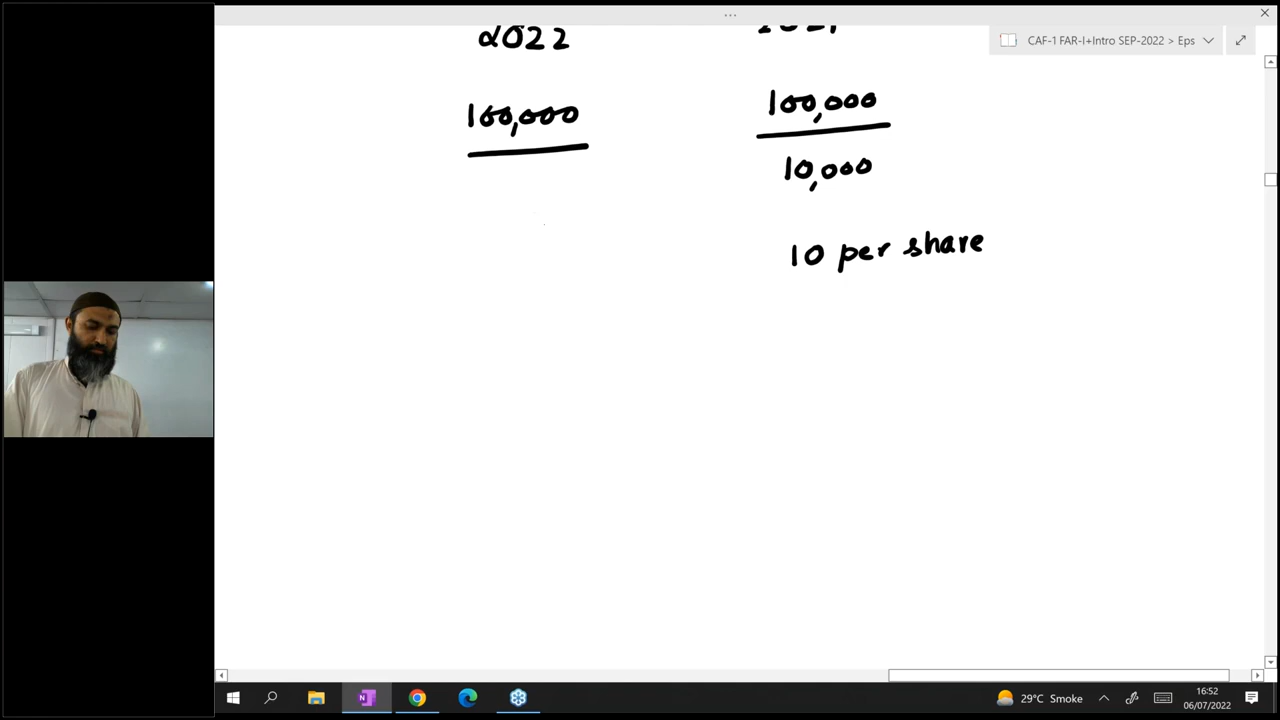 ...
CAF-1 FAR-I+Intro SEP-2022 > Eps
2022
100,000
100,000
10,000
10 per share
29°C Smoke
16:52
06/07/2022